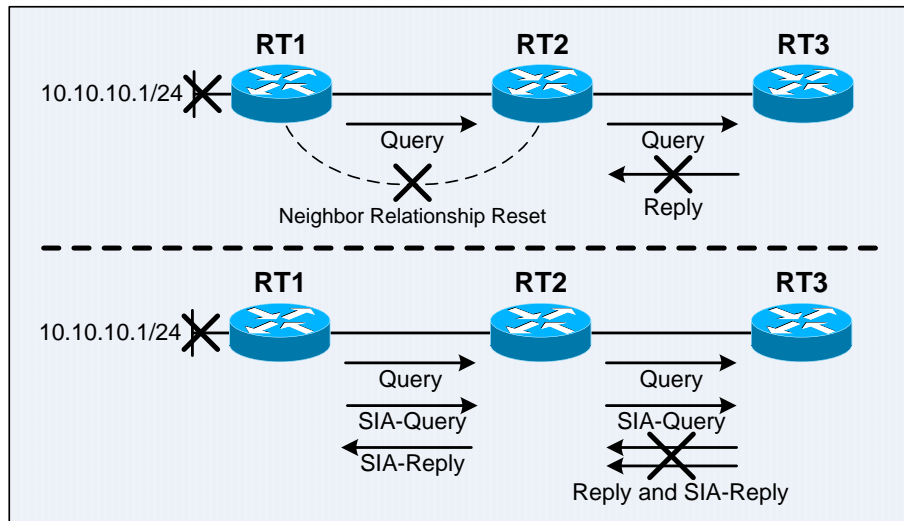 RT1 RT2 RT3
10.10.10.1/24
Query Query
Reply
Neighbor Relationship Reset
RT1 RT2 RT3
10.10.10.1/24
Query Query
SIA-Query SIA-Query
SIA-Reply
Reply and SIA-Reply